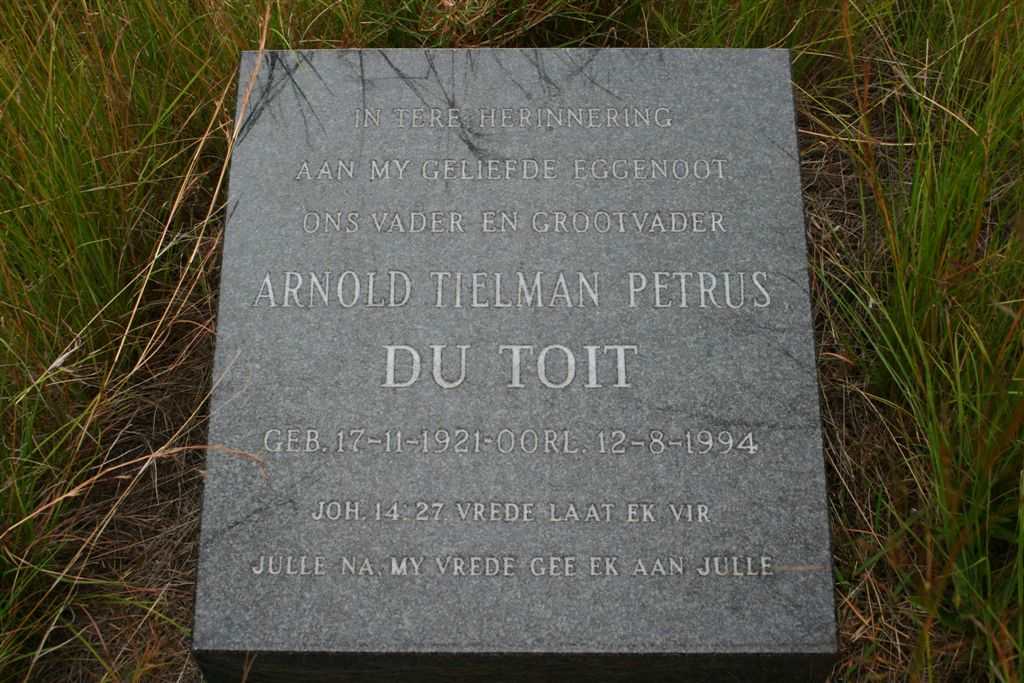 IN TERE HERINNERING
AAN MY GELIEFDE EGGENOOT,
ONS VADER EN GROOTVADER
ARNOLD TIELMAN PETRUS
DU TOIT
GEB. 17-11-1921-OORL. 12-8-1994
JOH. 14:27. VREDE LAAT EK VIR
JULLE NA, MY VREDE GEE EK AAN JULLE